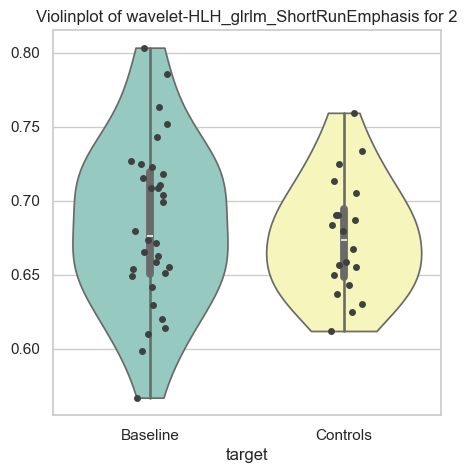 Violinplot of wavelet-HLH_glrlm_ShortRunEmphasis for 2
0.80
0.75
0.70
0.65
0.60
Baseline
Controls
target